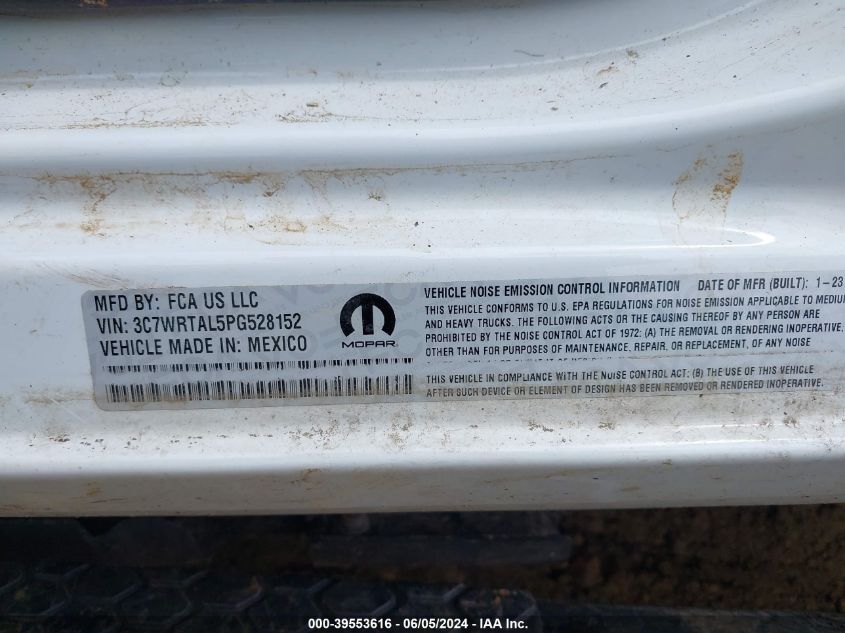 MFD BY: FCA US LLC
VIN: 3C7WRTAL5PG528152
VEHICLE MADE IN: MEXICO
MOPAR
VEHICLE NOISE EMISSION CONTROL INFORMATION DATE OF MFR (BUILT): 1-23
THIS VEHICLE CONFORMS TO U.S. EPA REGULATIONS FOR NOISE EMISSION APPLICABLE TO MEDIUM
AND HEAVY TRUCKS. THE FOLLOWING ACTS OR THE CAUSING THEREOF BY ANY PERSON ARE
PROHIBITED BY THE NOISE CONTROL ACT OF 1972: (A) THE REMOVAL OR RENDERING INOPERATIVE,
OTHER THAN FOR PURPOSES OF MAINTENANCE, REPAIR, OR REPLACEMENT, OF ANY NOISE
THIS VEHICLE IN COMPLIANCE WITH THE NOISE CONTROL ACT; (B) THE USE OF THIS VEHICLE
AFTER SUCH DEVICE OR ELEMENT OF DESIGN HAS BEEN REMOVED OR RENDERED INOPERATIVE.
000-39553616 - 06/05/2024 - IAAI.com